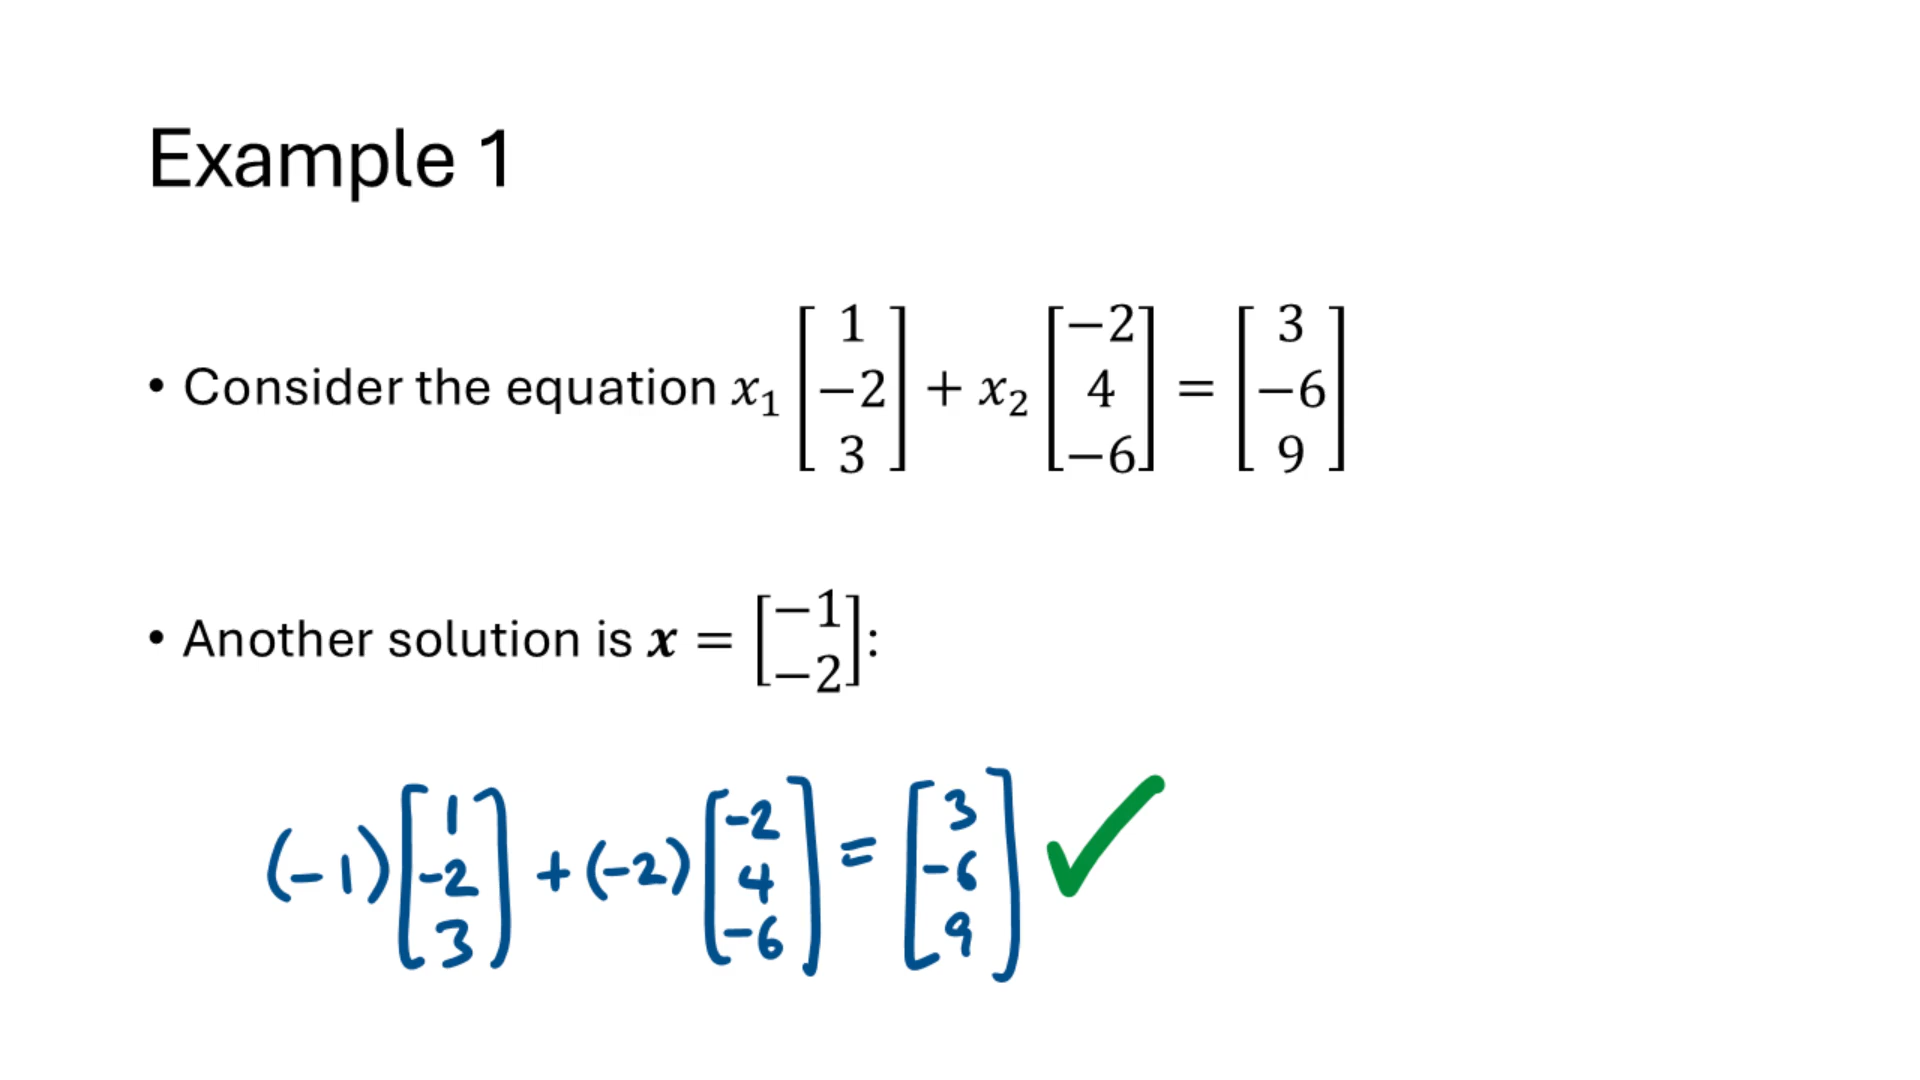 Example 1
• Consider the equation x₁ [1 −2 3] + x₂ [−2 4 −6] = [3 −6 9]
• Another solution is x = [−1 −2]:
(-1) [1 -2 3] + (-2) [-2 4 -6] = [3 -6 9] ✓